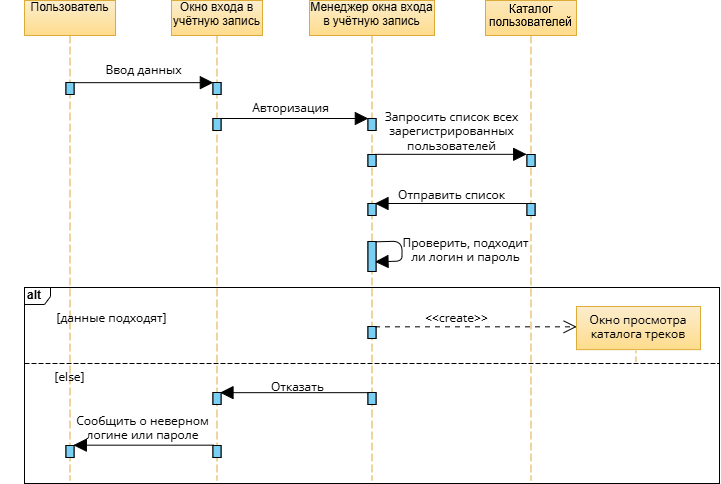 Пользователь
Окно входа в
учётную запись
Менеджер окна входа
в учётную запись
Каталог
пользователей
Ввод данных
Авторизация
Запросить список всех
зарегистрированных
пользователей
Отправить список
Проверить, подходит
ли логин и пароль
alt
[данные подходят]
<<create>>
Окно просмотра
каталога треков
[else]
Отказать
Сообщить о неверном
логине или пароле